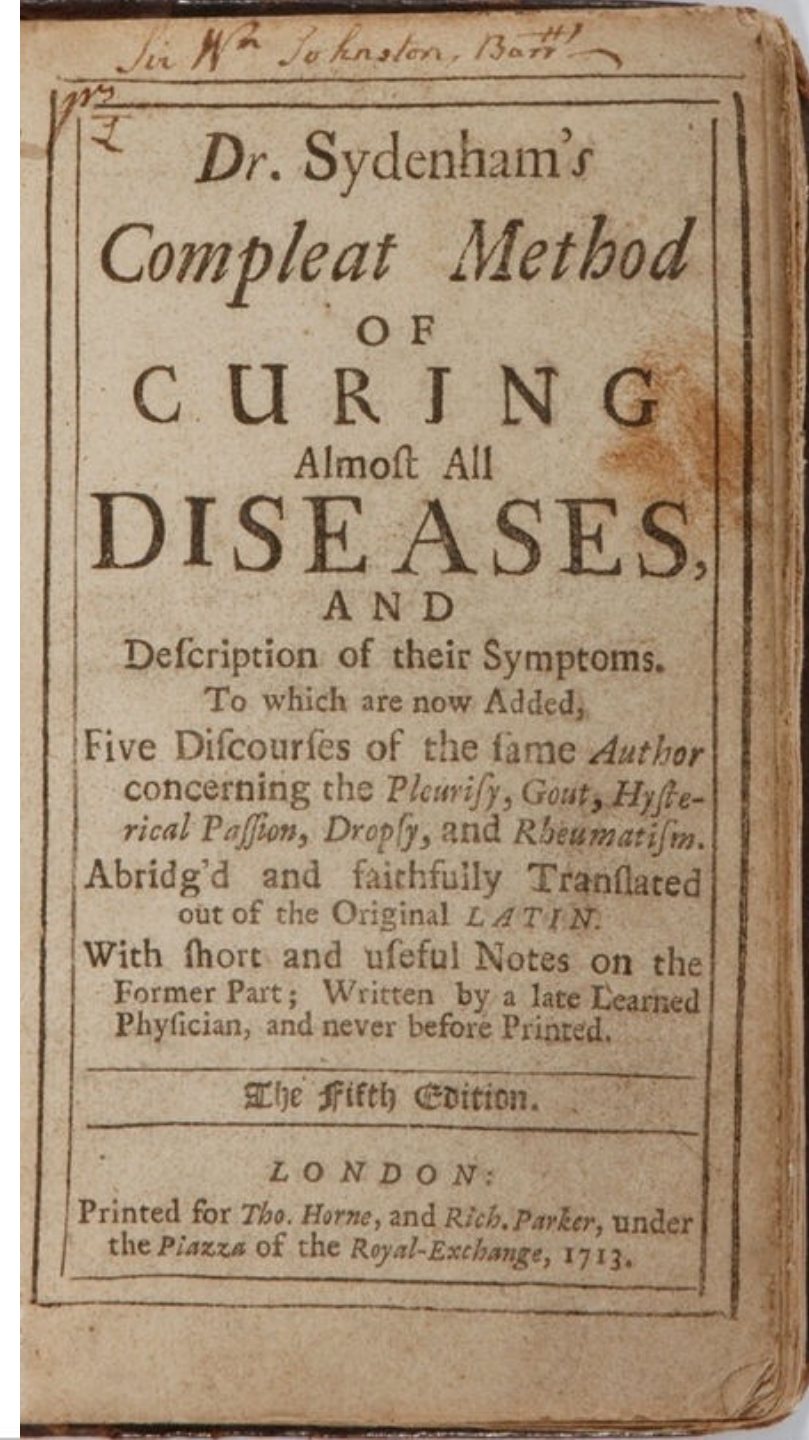 Sir Wm Johnston, Barrtt
Dr. Sydenham's
Compleat Method
OF
CURING
Almoſt All
DISEASES,
AND
Deſcription of their Symptoms.
To which are now Added,
Five Diſcourſes of the ſame Author
concerning the Pleuriſy, Gout, Hyſte-
rical Paſſion, Dropſy, and Rheumatiſm.
Abridg'd and faithfully Tranſlated
out of the Original LATIN.
With ſhort and uſeful Notes on the
Former Part; Written by a late Learned
Phyſician, and never before Printed.
The Fifth Edition.
LONDON:
Printed for Tho. Horne, and Rich. Parker, under
the Piazza of the Royal-Exchange, 1713.